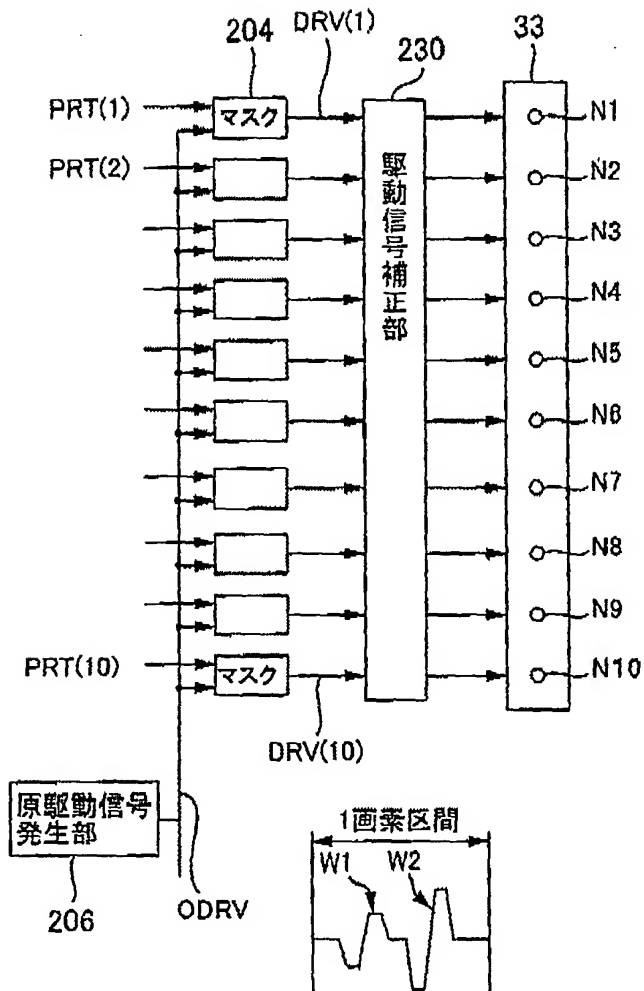 204
DRV(1)
230
33
PRT(1)
マスク
N1
PRT(2)
N2
N3
N4
駆動信号補正部
N5
N6
N7
N8
N9
PRT(10)
マスク
N10
DRV(10)
原駆動信号
発生部
206
ODRV
1画素区間
W1
W2